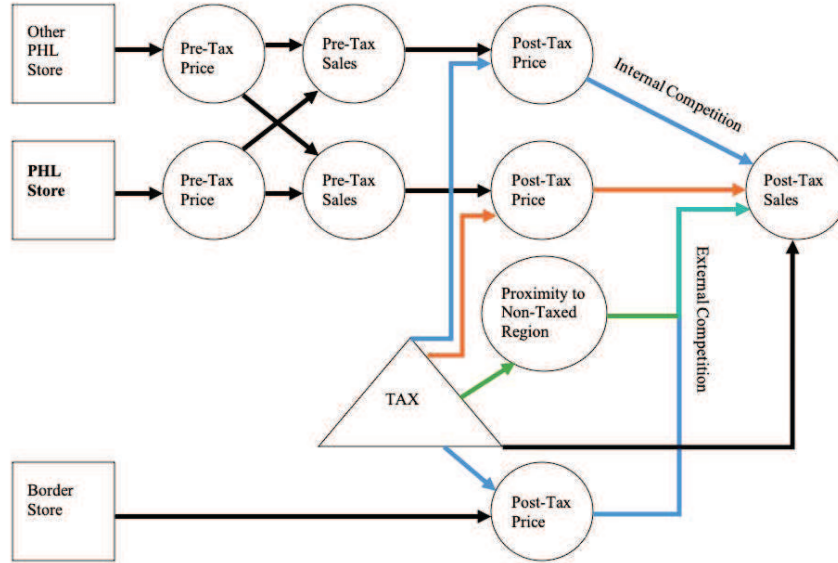 Other
PHL
Store
Pre-Tax
Price
Pre-Tax
Sales
Post-Tax
Price
Internal Competition
PHL
Store
Pre-Tax
Price
Pre-Tax
Sales
Post-Tax
Price
Post-Tax
Sales
Proximity to
Non-Taxed
Region
External Competition
TAX
Border
Store
Post-Tax
Price